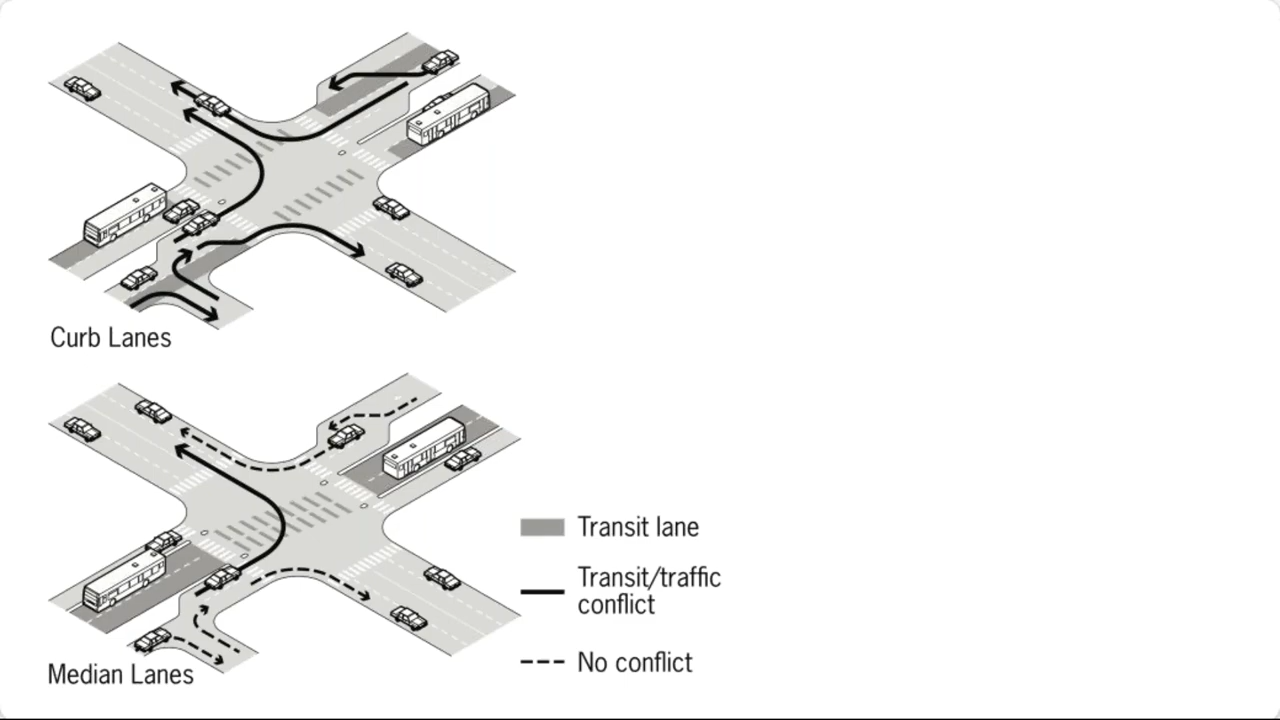 Curb Lanes
Transit lane
Transit/traffic
conflict
No conflict
Median Lanes